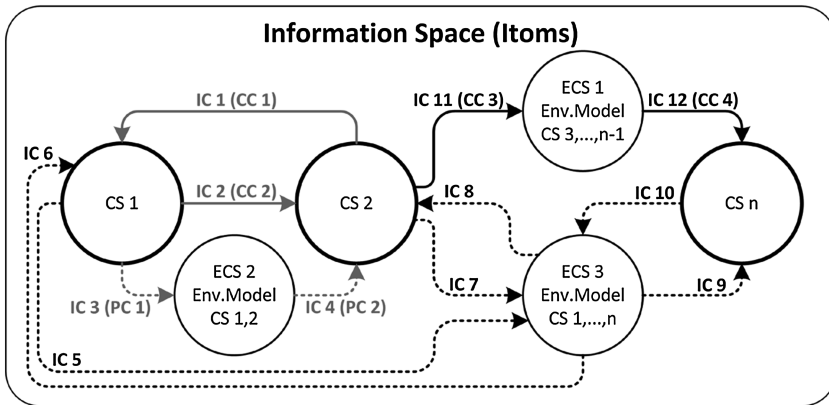 Information Space (Itoms)
IC 1 (CC 1)
IC 11 (CC 3)
ECS 1
Env.Model
CS 3,...,n-1
IC 12 (CC 4)
IC 6
CS 1
IC 2 (CC 2)
CS 2
IC 8
IC 10
CS n
IC 3 (PC 1)
ECS 2
Env.Model
CS 1,2
IC 4 (PC 2)
IC 7
ECS 3
Env.Model
CS 1,...,n
IC 9
IC 5